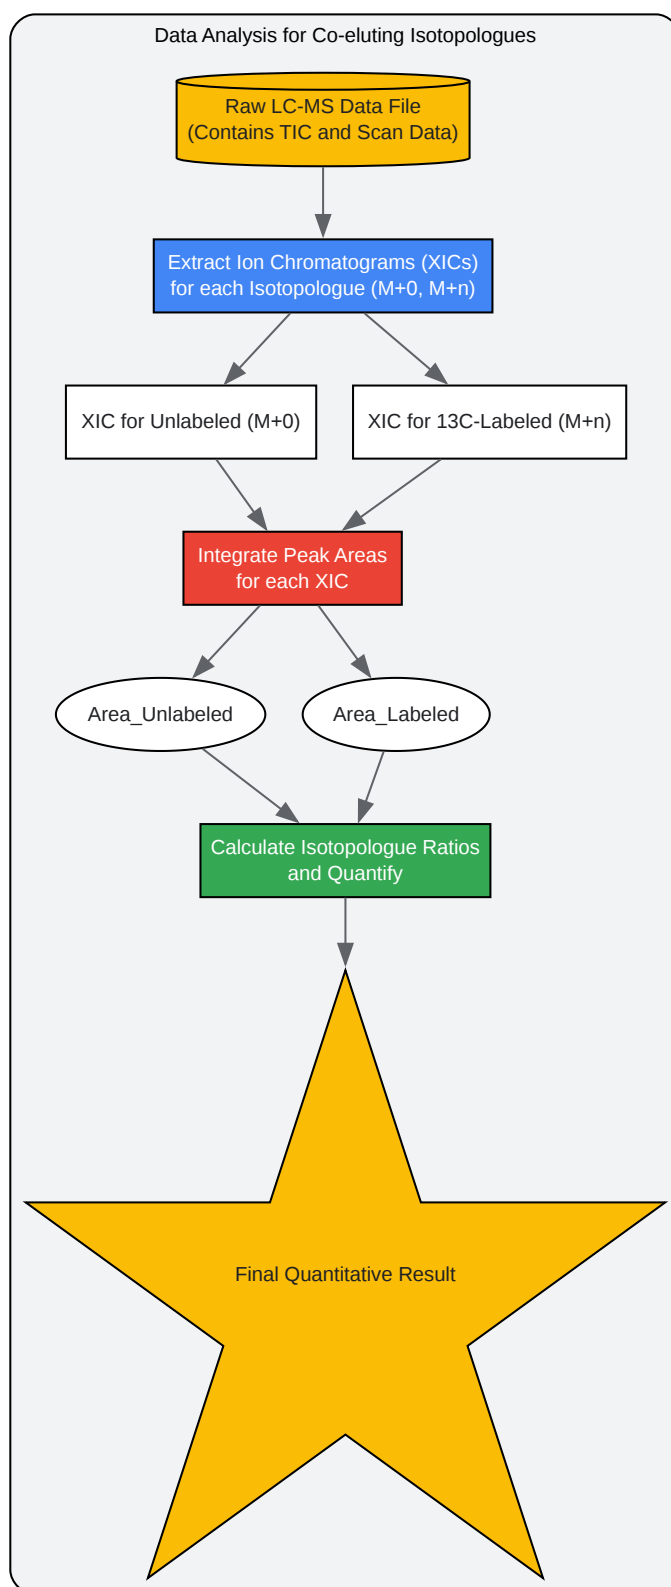 Data Analysis for Co-eluting Isotopologues
Raw LC-MS Data File
(Contains TIC and Scan Data)
Extract Ion Chromatograms (XICs)
for each Isotopologue (M+0, M+n)
XIC for Unlabeled (M+0)
XIC for 13C-Labeled (M+n)
Integrate Peak Areas
for each XIC
Area_Unlabeled
Area_Labeled
Calculate Isotopologue Ratios
and Quantify
Final Quantitative Result